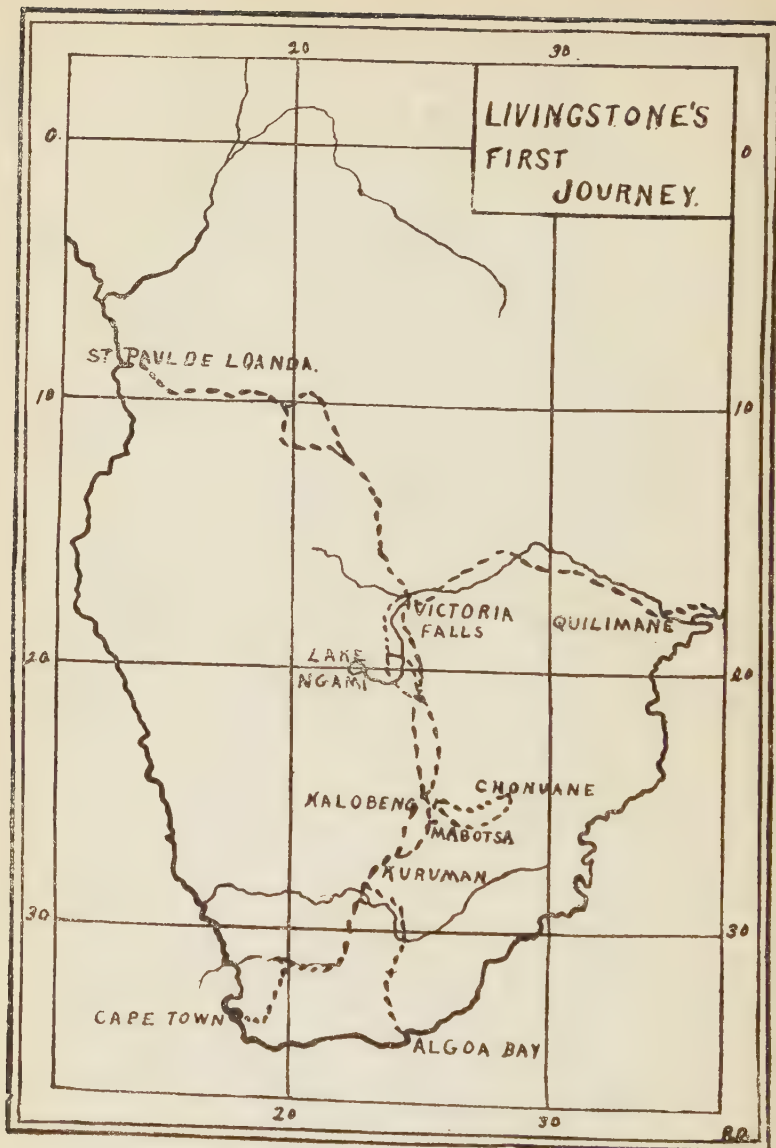 20 30
LIVINGSTONE'S
FIRST
JOURNEY.
0. 0
ST. PAUL DE LOANDA.
10 10
VICTORIA
FALLS
QUILIMANE
LAKE
NGAMI
20 20
CHONUANE
KALOBENG
MABOTSA
KURUMAN
30 30
CAPE TOWN
ALGOA BAY
20 30